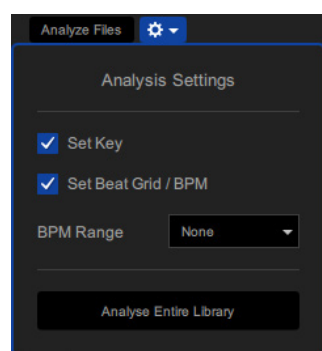 Analyze Files
Analysis Settings
Set Key
Set Beat Grid / BPM
BPM Range None
Analyse Entire Library